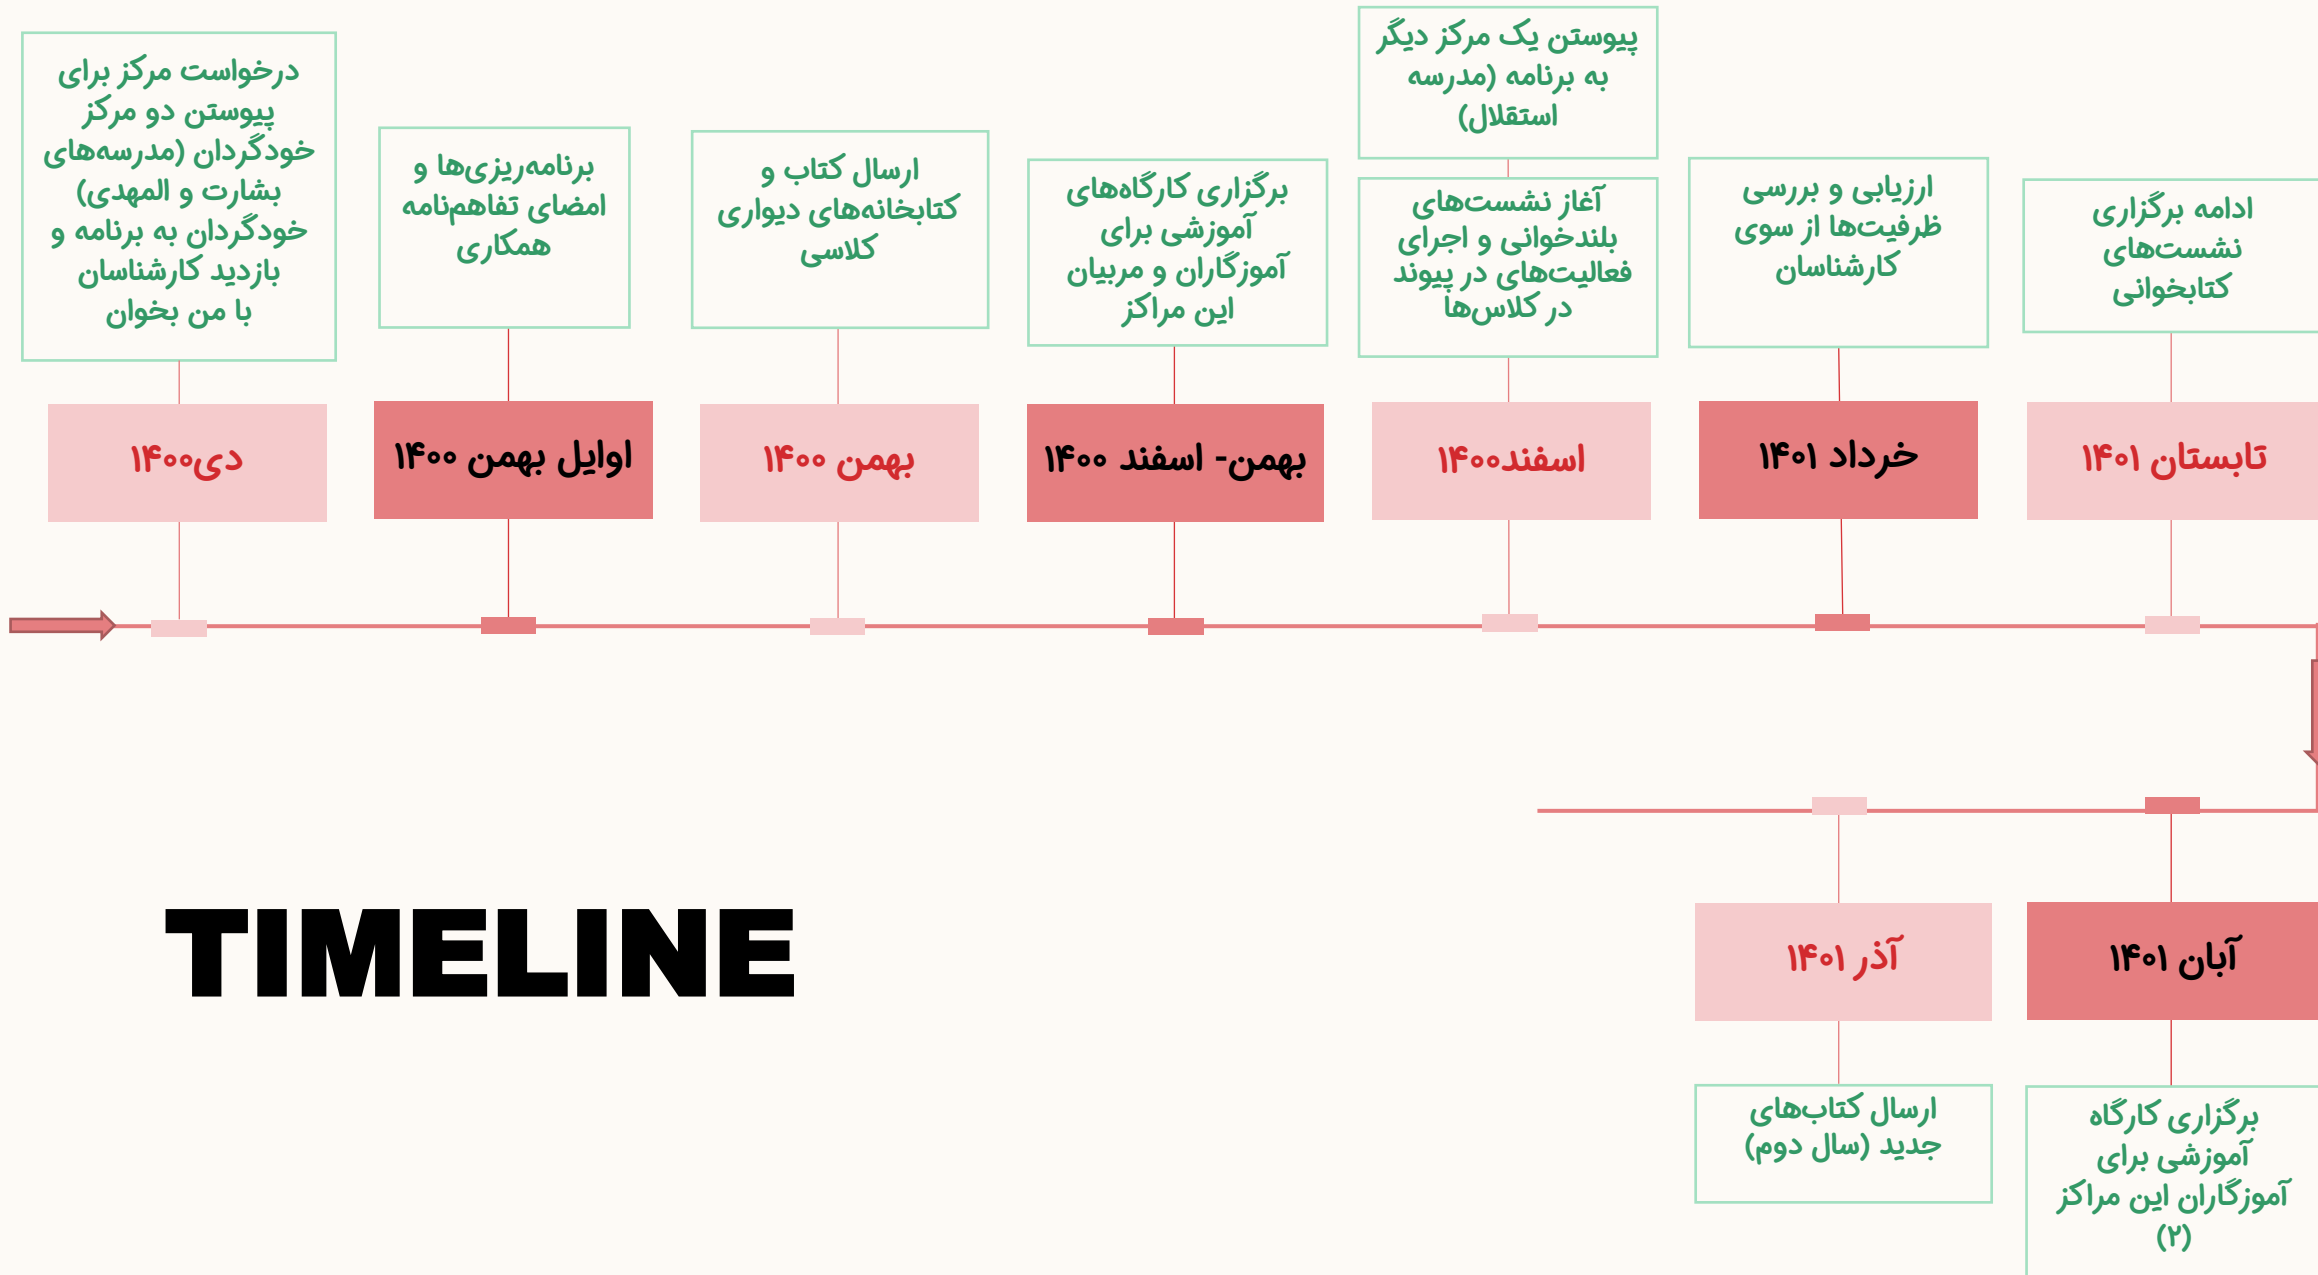 درخواست مرکز برای
پیوستن دو مرکز
خودگردان (مدرسه‌های
بشارت و المهدی)
خودگردان به برنامه و
بازدید کارشناسان
با من بخوان
دی۱۴۰۰
برنامه‌ریزی‌ها و
امضای تفاهم‌نامه
همکاری
اوایل بهمن ۱۴۰۰
ارسال کتاب و
کتابخانه‌های دیواری
کلاسی
بهمن ۱۴۰۰
برگزاری کارگاه‌های
آموزشی برای
آموزگاران و مربیان
این مراکز
بهمن- اسفند ۱۴۰۰
پیوستن یک مرکز دیگر
به برنامه (مدرسه
استقلال)
آغاز نشست‌های
بلندخوانی و اجرای
فعالیت‌های در پیوند
در کلاس‌ها
اسفند۱۴۰۰
ارزیابی و بررسی
ظرفیت‌ها از سوی
کارشناسان
خرداد ۱۴۰۱
ادامه برگزاری
نشست‌های
کتابخوانی
تابستان ۱۴۰۱
آبان ۱۴۰۱
برگزاری کارگاه
آموزشی برای
آموزگاران این مراکز
(۲)
آذر ۱۴۰۱
ارسال کتاب‌های
جدید (سال دوم)
TIMELINE